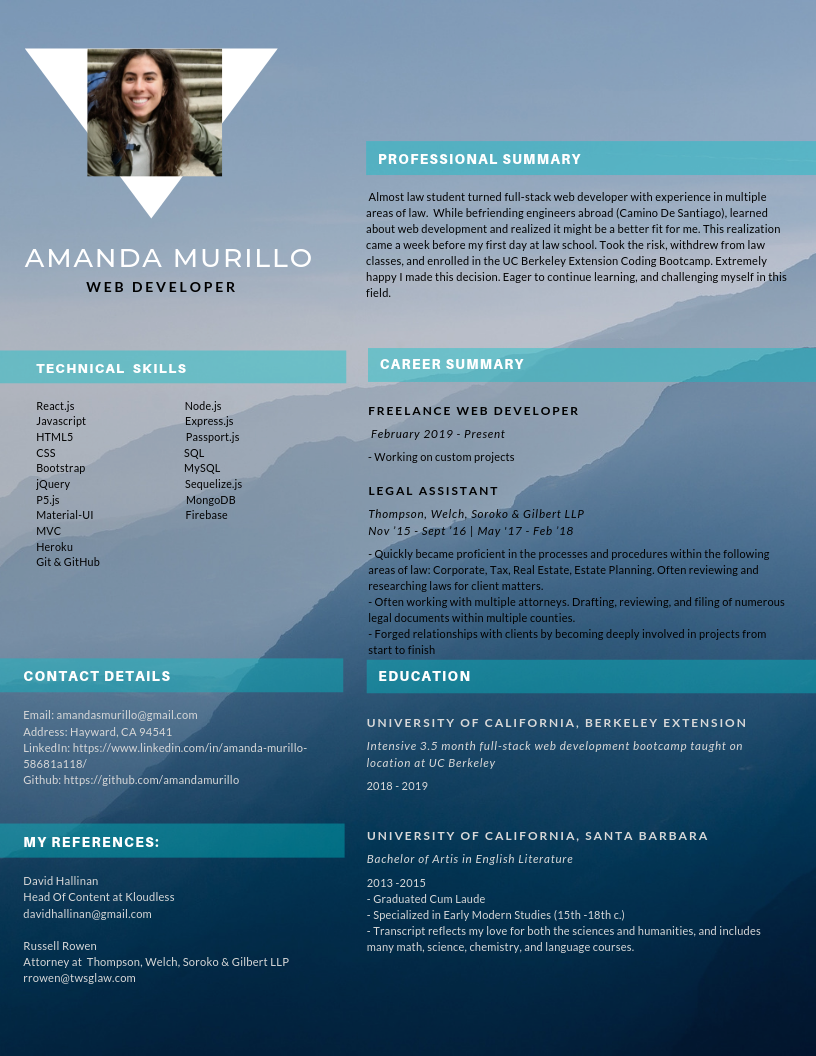 AMANDA MURILLO
WEB DEVELOPER
TECHNICAL SKILLS
React.js
Javascript
HTML5
CSS
Bootstrap
jQuery
P5.js
Material-UI
MVC
Heroku
Git & GitHub
Node.js
Express.js
Passport.js
SQL
MySQL
Sequelize.js
MongoDB
Firebase
CONTACT DETAILS
Email: amandasmurillo@gmail.com
Address: Hayward, CA 94541
LinkedIn: https://www.linkedin.com/in/amanda-murillo-
58681a118/
Github: https://github.com/amandamurillo
MY REFERENCES:
David Hallinan
Head Of Content at Kloudless
davidhallinan@gmail.com
Russell Rowen
Attorney at Thompson, Welch, Soroko & Gilbert LLP
rrowen@twsglaw.com
PROFESSIONAL SUMMARY
Almost law student turned full-stack web developer with experience in multiple
areas of law. While befriending engineers abroad (Camino De Santiago), learned
about web development and realized it might be a better fit for me. This realization
came a week before my first day at law school. Took the risk, withdrew from law
classes, and enrolled in the UC Berkeley Extension Coding Bootcamp. Extremely
happy I made this decision. Eager to continue learning, and challenging myself in this
field.
CAREER SUMMARY
FREELANCE WEB DEVELOPER
February 2019 - Present
- Working on custom projects
LEGAL ASSISTANT
Thompson, Welch, Soroko & Gilbert LLP
Nov '15 - Sept '16 | May '17 - Feb '18
- Quickly became proficient in the processes and procedures within the following
areas of law: Corporate, Tax, Real Estate, Estate Planning. Often reviewing and
researching laws for client matters.
- Often working with multiple attorneys. Drafting, reviewing, and filing of numerous
legal documents within multiple counties.
- Forged relationships with clients by becoming deeply involved in projects from
start to finish
EDUCATION
UNIVERSITY OF CALIFORNIA, BERKELEY EXTENSION
Intensive 3.5 month full-stack web development bootcamp taught on
location at UC Berkeley
2018 - 2019
UNIVERSITY OF CALIFORNIA, SANTA BARBARA
Bachelor of Artis in English Literature
2013 -2015
- Graduated Cum Laude
- Specialized in Early Modern Studies (15th -18th c.)
- Transcript reflects my love for both the sciences and humanities, and includes
many math, science, chemistry, and language courses.